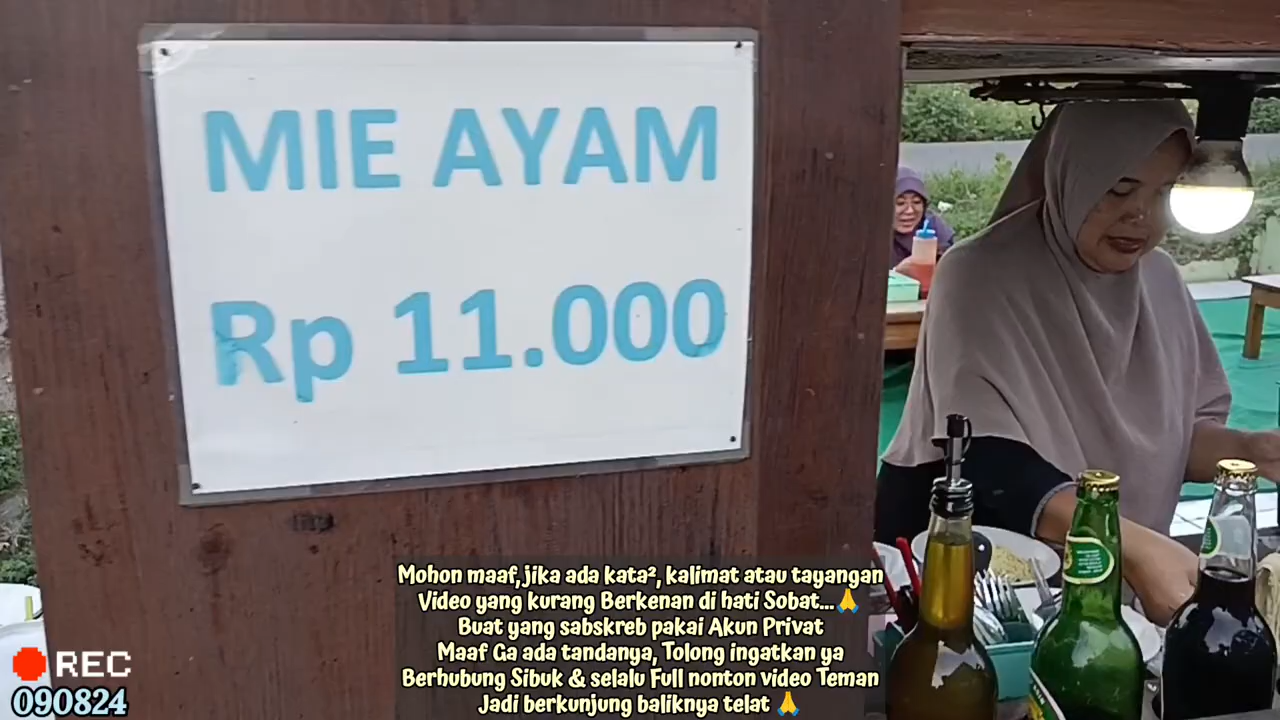 MIE AYAM
Rp 11.000
Mohon maaf,jika ada kata², kalimat atau tayangan
Video yang kurang Berkenan di hati Sobat...🙏
Buat yang sabskreb pakai Akun Privat
Maaf Ga ada tandanya, Tolong ingatkan ya
Berhubung Sibuk & selalu Full nonton video Teman
Jadi berkunjung baliknya telat 🙏
REC
090824